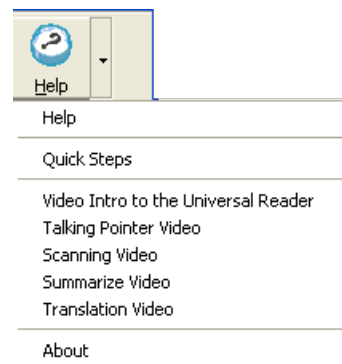 Help
Help
Quick Steps
Video Intro to the Universal Reader
Talking Pointer Video
Scanning Video
Summarize Video
Translation Video
About